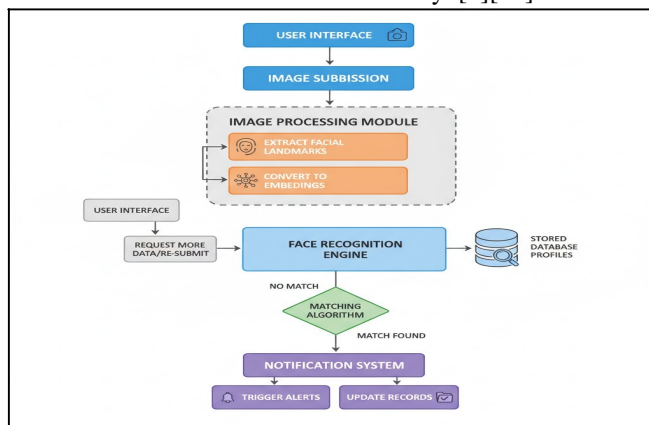 USER INTERFACE
IMAGE SUBBISSION
IMAGE PROCESSING MODULE
EXTRACT FACIAL
LANDMARKS
CONVERT TO
EMBEDINGS
USER INTERFACE
REQUEST MORE
DATA/RE-SUBMIT
FACE RECOGNITION
ENGINE
STORED
DATABASE
PROFILES
NO MATCH
MATCHING
ALGORITHM
MATCH FOUND
NOTIFICATION SYSTEM
TRIGGER ALERTS
UPDATE RECORDS